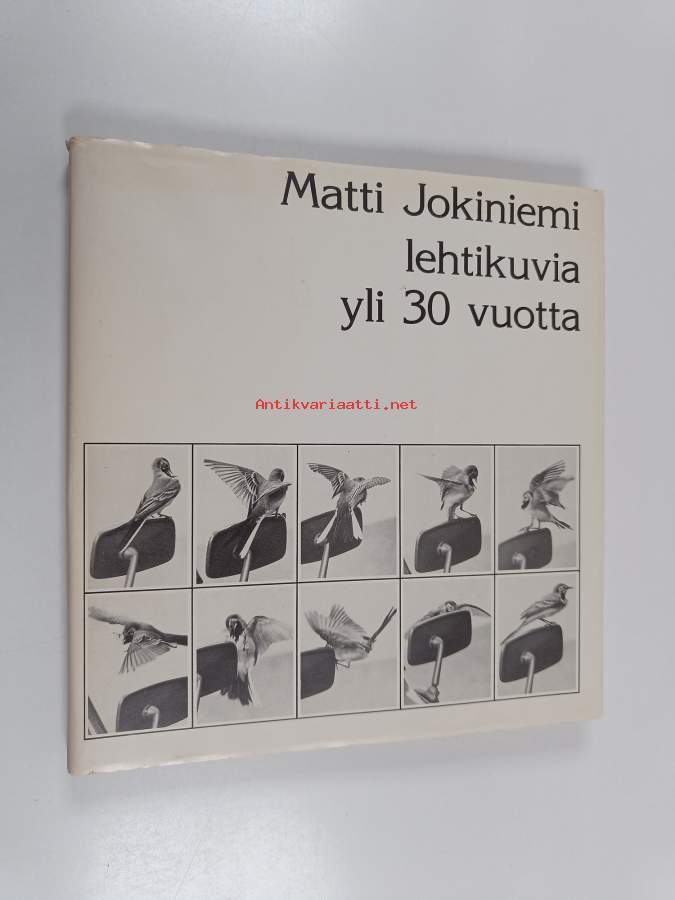 Matti Jokiniemi
lehtikuvia
yli 30 vuotta
Antikvariaatti.net